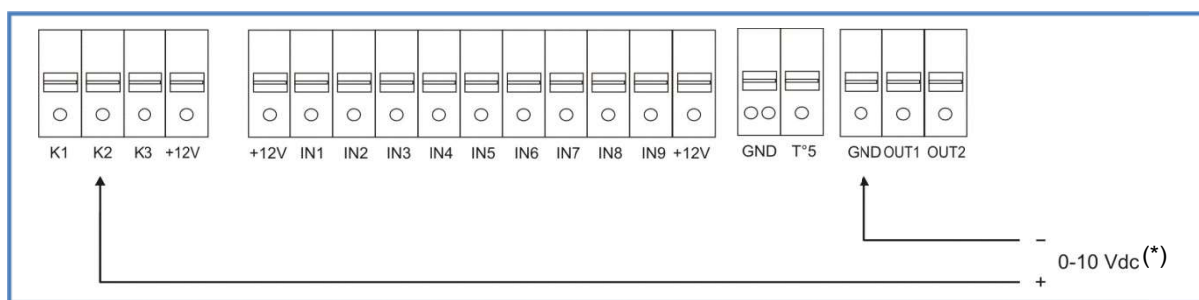 K1 K2 K3 +12V +12V IN1 IN2 IN3 IN4 IN5 IN6 IN7 IN8 IN9 +12V GND T°5 GND OUT1 OUT2
−
0-10 Vdc(*)
+